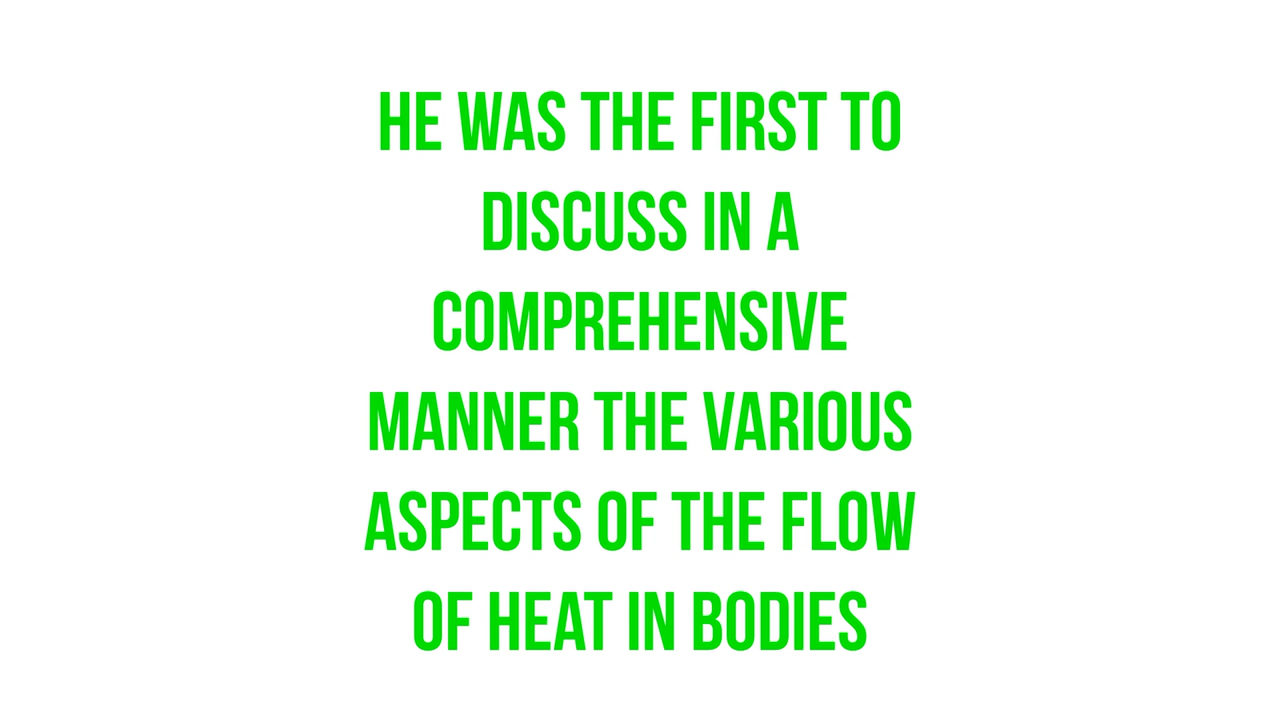 HE WAS THE FIRST TO
DISCUSS IN A
COMPREHENSIVE
MANNER THE VARIOUS
ASPECTS OF THE FLOW
OF HEAT IN BODIES